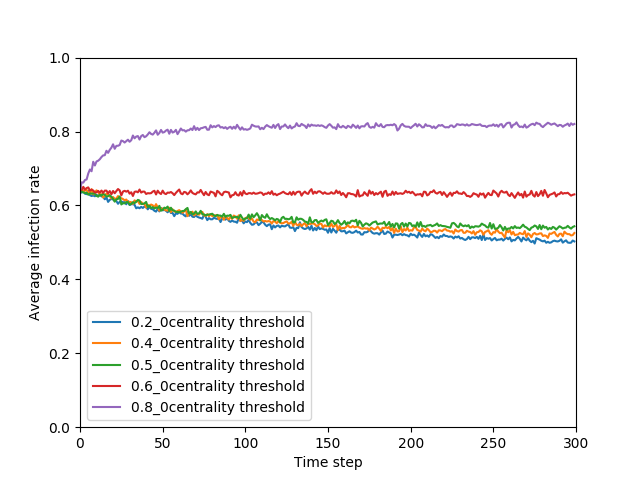 1.0
0.8
0.6
0.4
0.2
0.0
Average infection rate
0.2_0centrality threshold
0.4_0centrality threshold
0.5_0centrality threshold
0.6_0centrality threshold
0.8_0centrality threshold
0 50 100 150 200 250 300
Time step